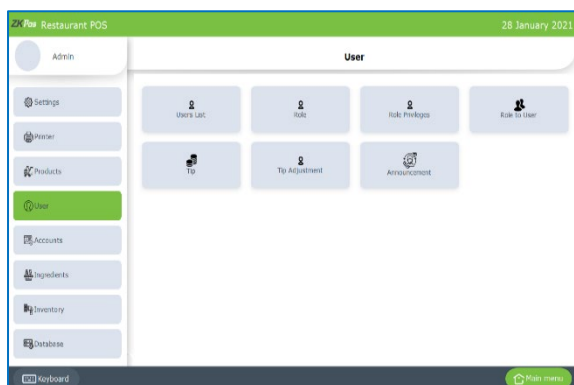 ZKPos Restaurant POS
28 January 2021
Admin
User
Settings
Printer
Products
User
Accounts
Ingredients
Inventory
Database
Users List
Role
Role Privileges
Role to User
Tip
Tip Adjustment
Announcement
Keyboard
Main menu